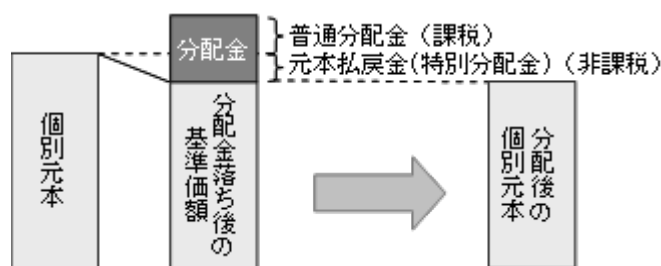 分配金
普通分配金（課税）
元本払戻金(特別分配金)（非課税）
個別元本
分配金落ち後の
基準価額
分配後の
個別元本